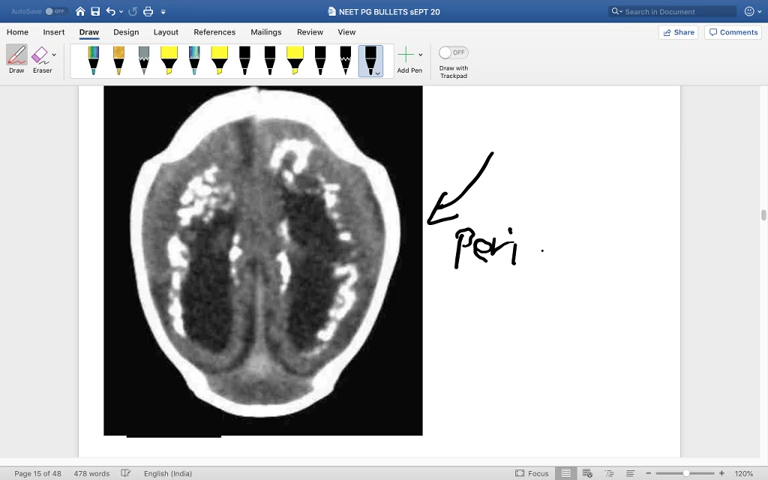 AutoSave OFF
NEET PG BULLETS sEPT 20
Search in Document
Home Insert Draw Design Layout References Mailings Review View
Share Comments
Draw Eraser Add Pen Draw with Trackpad OFF
Peri
Page 15 of 48 478 words English (India) Focus 120%